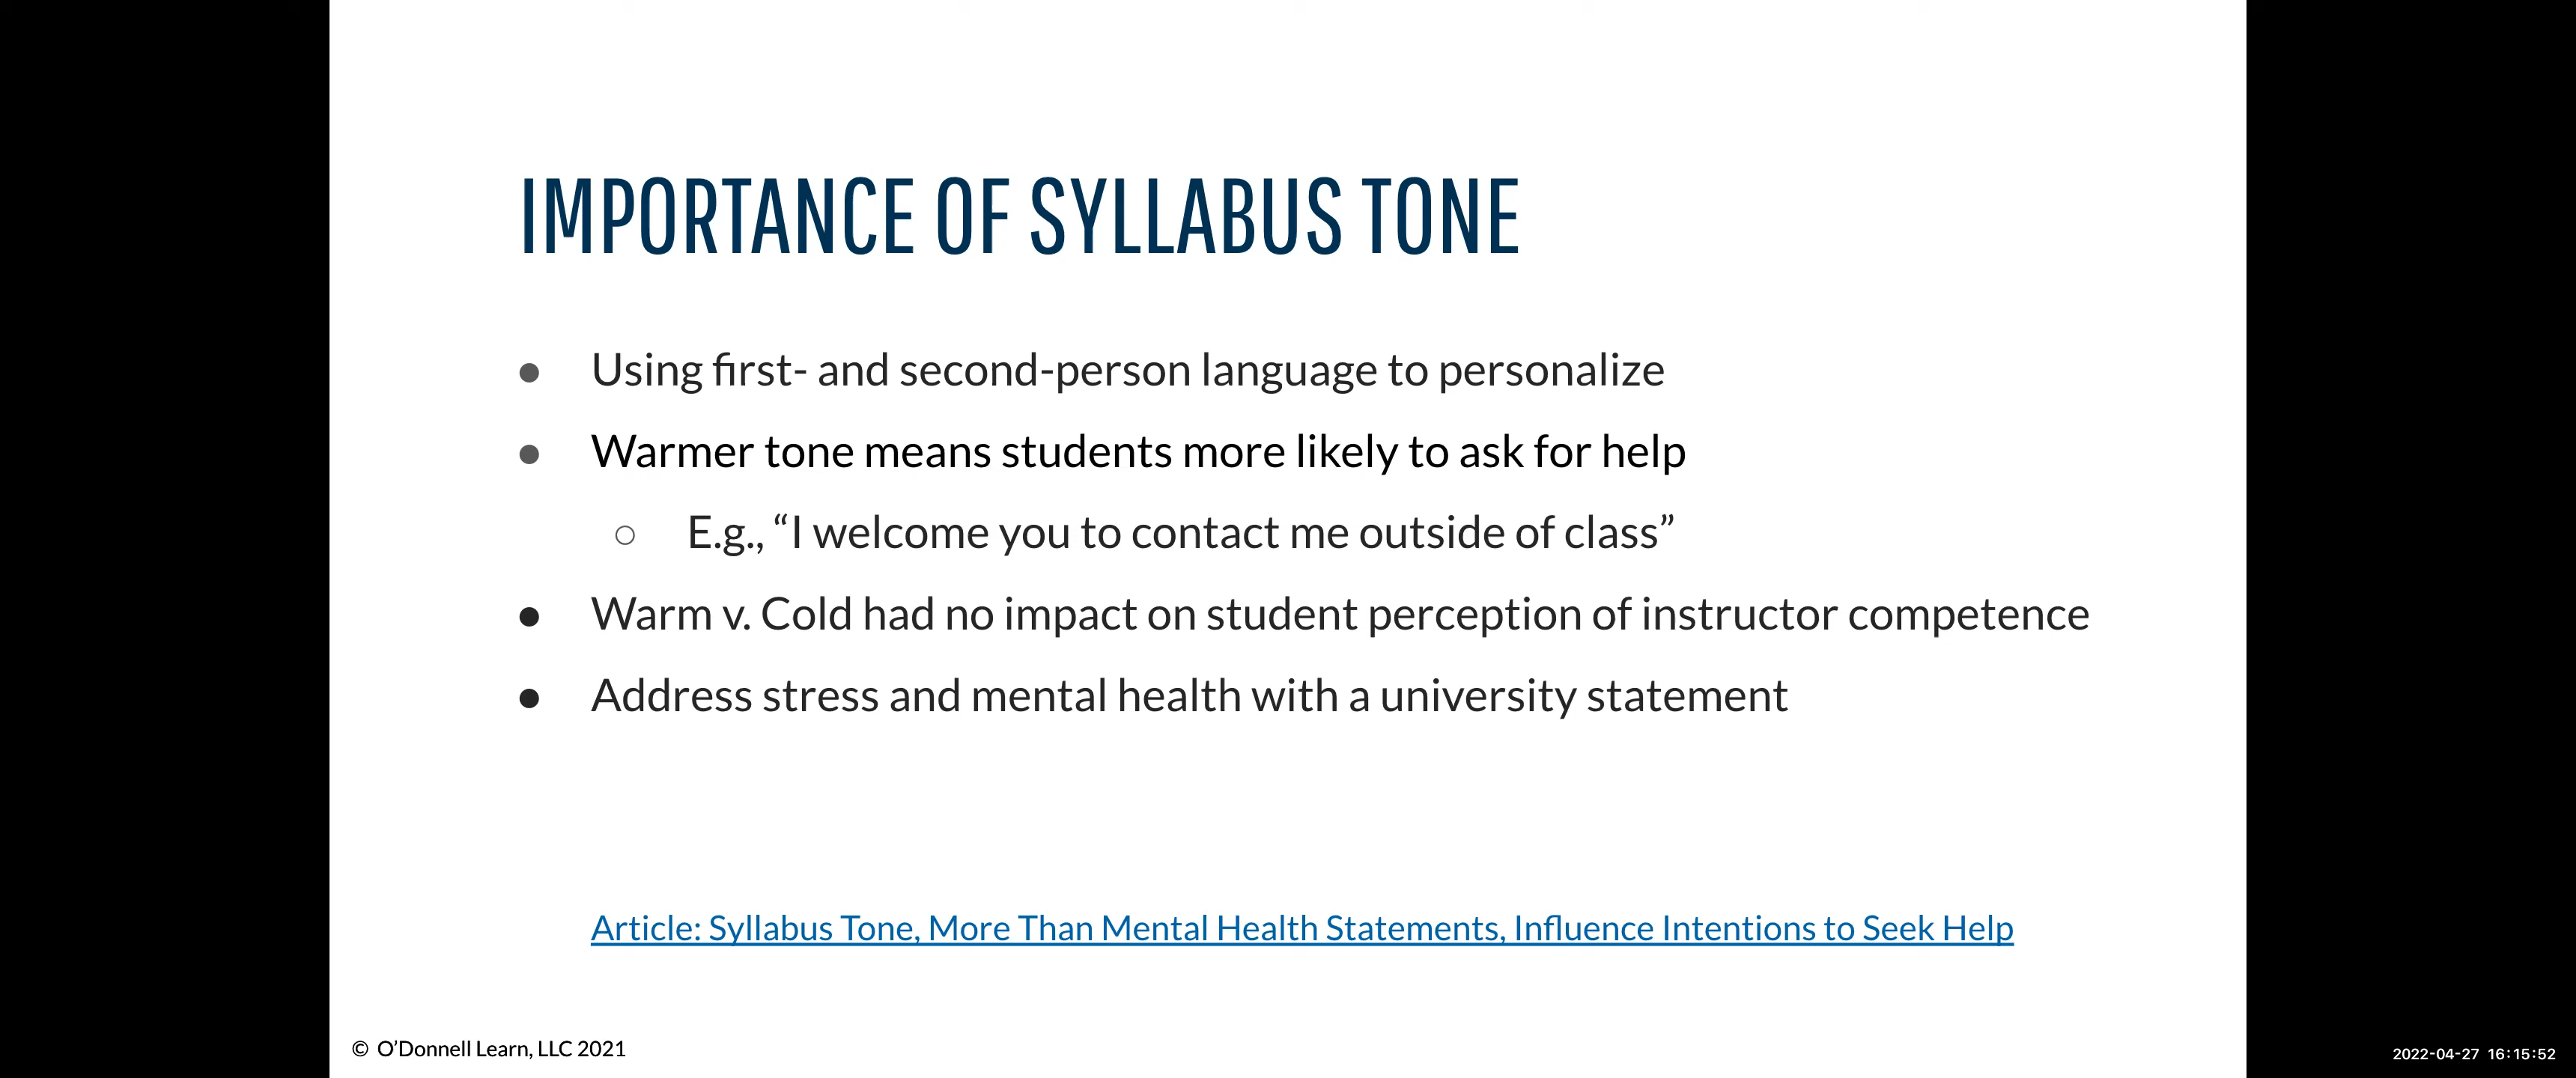 IMPORTANCE OF SYLLABUS TONE
● Using first- and second-person language to personalize
● Warmer tone means students more likely to ask for help
○ E.g., “I welcome you to contact me outside of class”
● Warm v. Cold had no impact on student perception of instructor competence
● Address stress and mental health with a university statement
Article: Syllabus Tone, More Than Mental Health Statements, Influence Intentions to Seek Help
© O’Donnell Learn, LLC 2021
2022-04-27 16:15:52